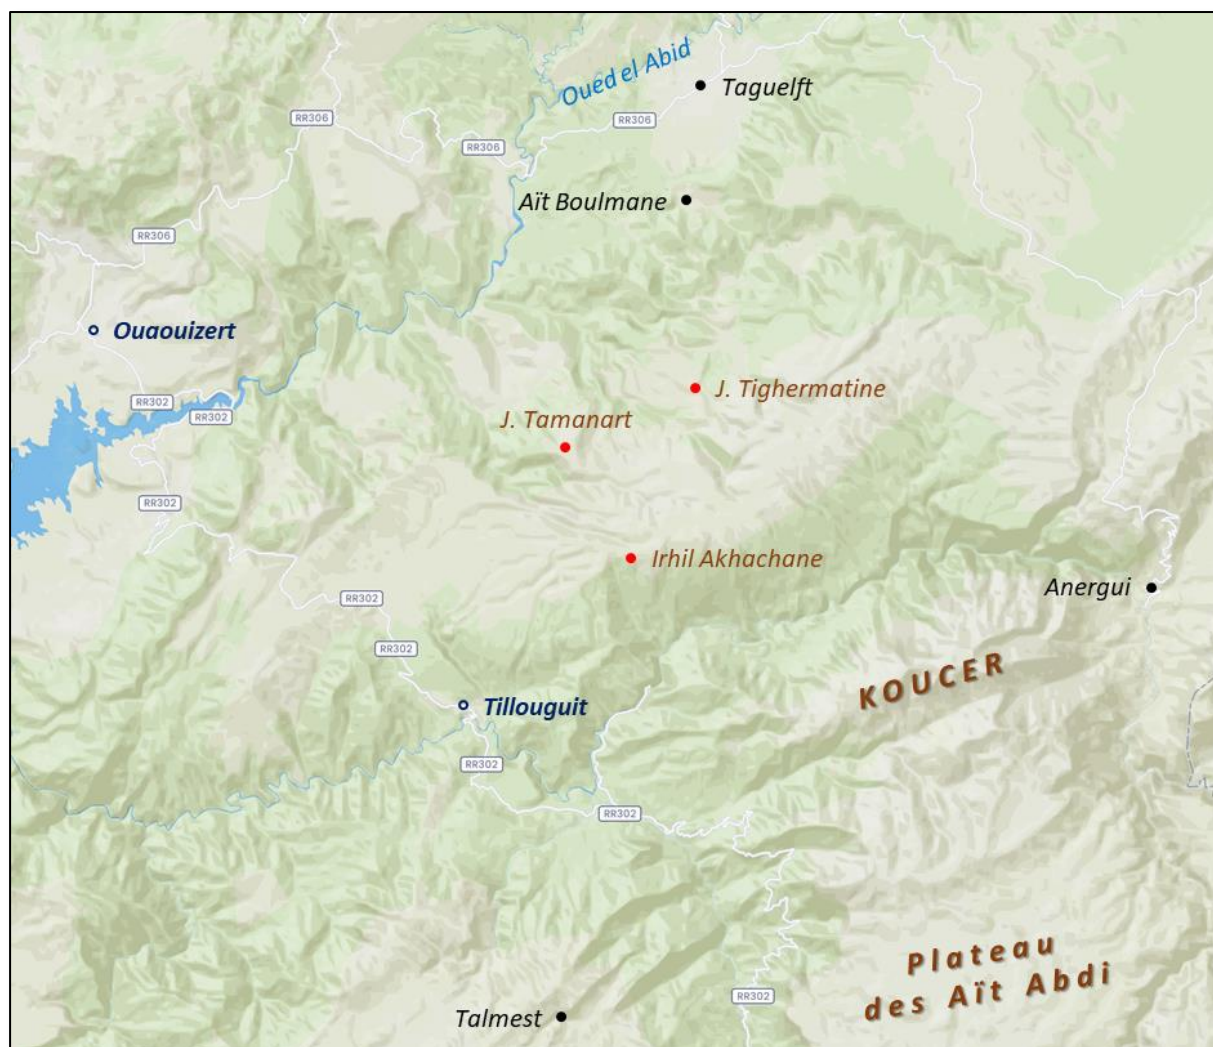 Oued el Abid
Taguelft
RR306
RR306
RR306
Aït Boulmane
RR306
Ouaouizert
J. Tighermatine
RR302
RR302
J. Tamanart
RR302
Irhil Akhachane
Anergui
RR302
RR302
KOUCER
Tillouguit
RR302
RR302
Plateau
des Aït Abdi
RR302
Talmest